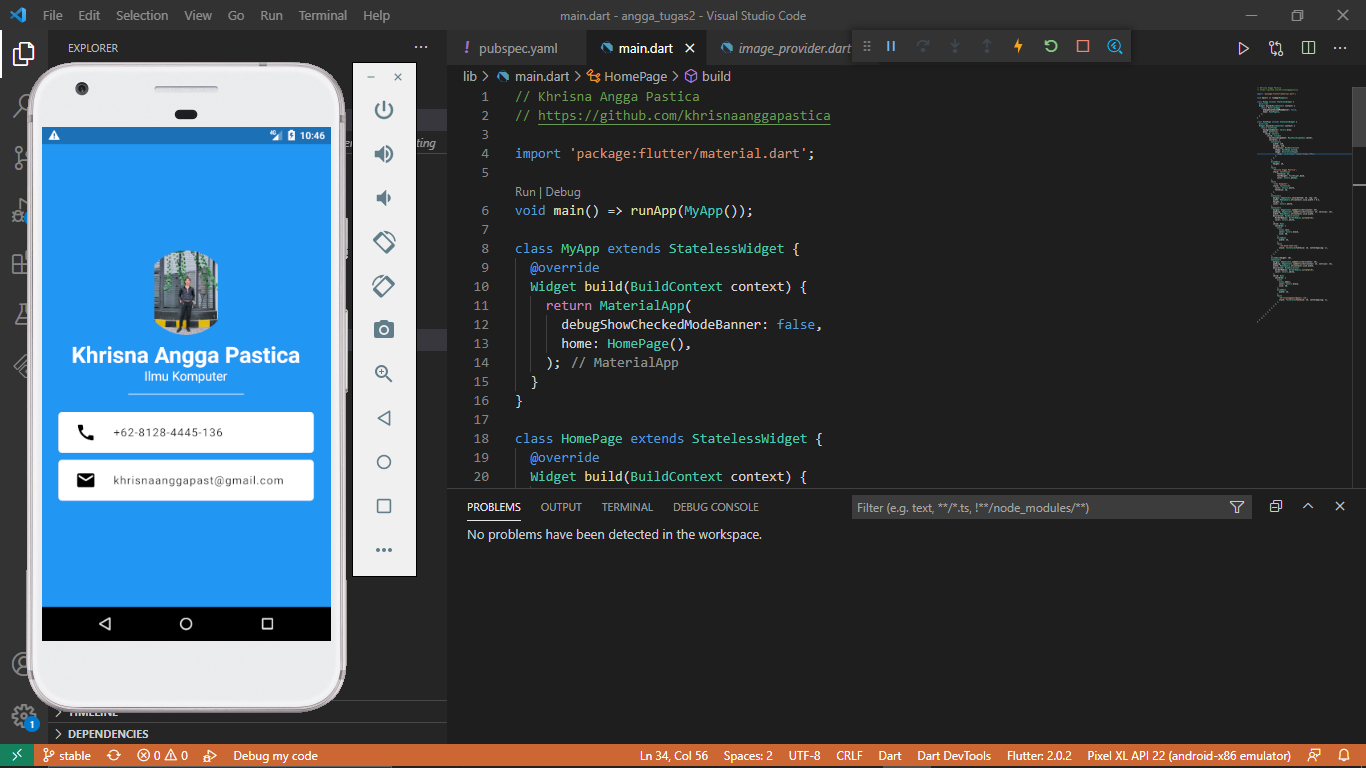 File Edit Selection View Go Run Terminal Help
main.dart - angga_tugas2 - Visual Studio Code
EXPLORER
pubspec.yaml
main.dart
image_provider.dart
lib > main.dart > HomePage > build
1 // Khrisna Angga Pastica
2 // https://github.com/khrisnaanggapastica
3
4 import 'package:flutter/material.dart';
5
Run | Debug
6 void main() => runApp(MyApp());
7
8 class MyApp extends StatelessWidget {
9 @override
10 Widget build(BuildContext context) {
11 return MaterialApp(
12 debugShowCheckedModeBanner: false,
13 home: HomePage(),
14 ); // MaterialApp
15 }
16 }
17
18 class HomePage extends StatelessWidget {
19 @override
20 Widget build(BuildContext context) {
4G 10:46
Khrisna Angga Pastica
Ilmu Komputer
+62-8128-4445-136
khrisnaanggapast@gmail.com
PROBLEMS OUTPUT TERMINAL DEBUG CONSOLE
Filter (e.g. text, **/*.ts, !**/node_modules/**)
No problems have been detected in the workspace.
TIMELINE
DEPENDENCIES
1
stable 0 0 Debug my code
Ln 34, Col 56 Spaces: 2 UTF-8 CRLF Dart Dart DevTools Flutter: 2.0.2 Pixel XL API 22 (android-x86 emulator)